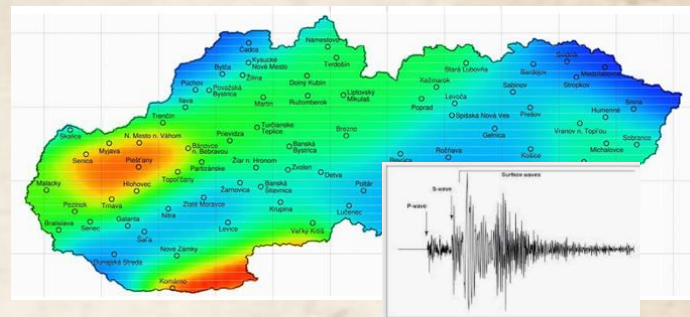 Čadca
Námestovo
Kysucké
Nové Mesto
Tvrdošín
Bytča
Žilina
Stará Ľubovňa
Svidník
Bardejov
Medzilaborce
Púchov
Považská
Bystrica
Dolný Kubín
Kežmarok
Sabinov
Stropkov
Ilava
Martin
Ružomberok
Liptovský
Mikuláš
Poprad
Levoča
Prešov
Humenné
Snina
Trenčín
Spišská Nová Ves
Vranov n. Topľou
Skalica
Turčianske
Teplice
Brezno
Gelnica
Sobrance
Myjava
N. Mesto n. Váhom
Prievidza
Michalovce
Senica
Bánovce
n. Bebravou
Banská
Bystrica
Rožňava
Košice
Piešťany
Partizánske
Žiar n. Hronom
Zvolen
Detva
Malacky
Hlohovec
Topoľčany
Žarnovica
Banská
Štiavnica
Poltár
Pezinok
Trnava
Zlaté Moravce
Krupina
Lučenec
Bratislava
Senec
Galanta
Nitra
Levice
Veľký Krtíš
Šaľa
Dunajská Streda
Nové Zámky
Komárno
Surface waves
S-wave
P-wave